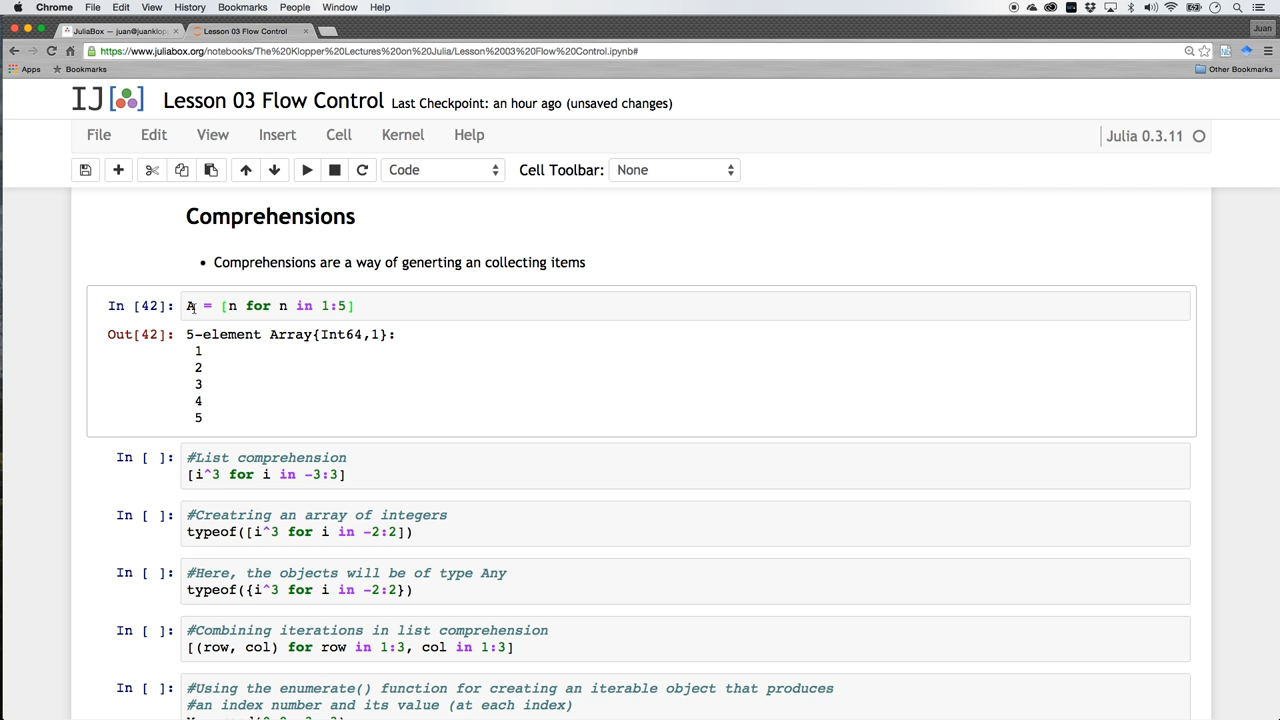 Chrome File Edit View History Bookmarks People Window Help
JuliaBox — juan@juanklop × Lesson 03 Flow Control × Juan
https://www.juliabox.org/notebooks/The%20Klopper%20Lectures%20on%20Julia/Lesson%2003%20Flow%20Control.ipynb#
Apps Bookmarks Other Bookmarks
IJ[ ] Lesson 03 Flow Control Last Checkpoint: an hour ago (unsaved changes)
File Edit View Insert Cell Kernel Help Julia 0.3.11
Code Cell Toolbar: None
Comprehensions
• Comprehensions are a way of generting an collecting items
In [42]: A = [n for n in 1:5]
Out[42]: 5-element Array{Int64,1}:
1
2
3
4
5
In [ ]: #List comprehension
[i^3 for i in -3:3]
In [ ]: #Creatring an array of integers
typeof([i^3 for i in -2:2])
In [ ]: #Here, the objects will be of type Any
typeof({i^3 for i in -2:2})
In [ ]: #Combining iterations in list comprehension
[(row, col) for row in 1:3, col in 1:3]
In [ ]: #Using the enumerate() function for creating an iterable object that produces
#an index number and its value (at each index)